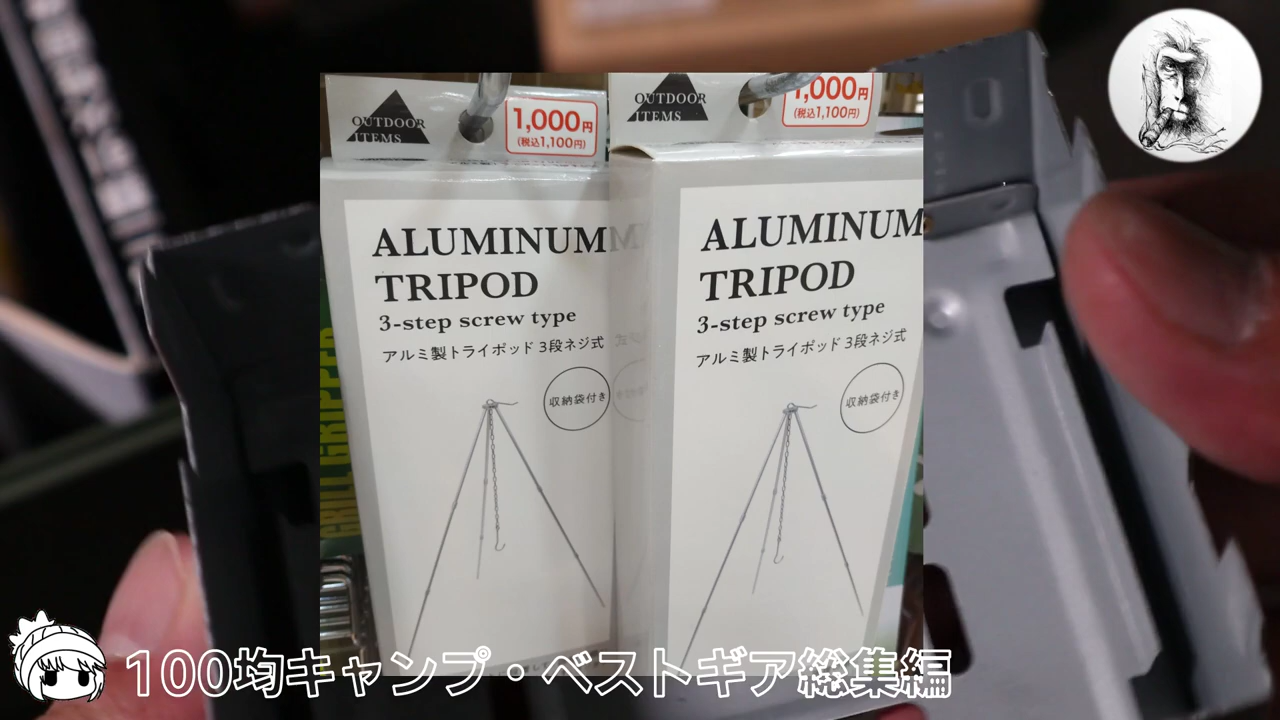 OUTDOOR
ITEMS
1,000円
(税込1,100円)
ALUMINUM
TRIPOD
3-step screw type
アルミ製トライポッド 3段ネジ式
収納袋付き
OUTDOOR
ITEMS
1,000円
(税込1,100円)
ALUMINUM
TRIPOD
3-step screw type
アルミ製トライポッド 3段ネジ式
収納袋付き
GRILL GRIPPER
100均キャンプ・ベストギア総集編